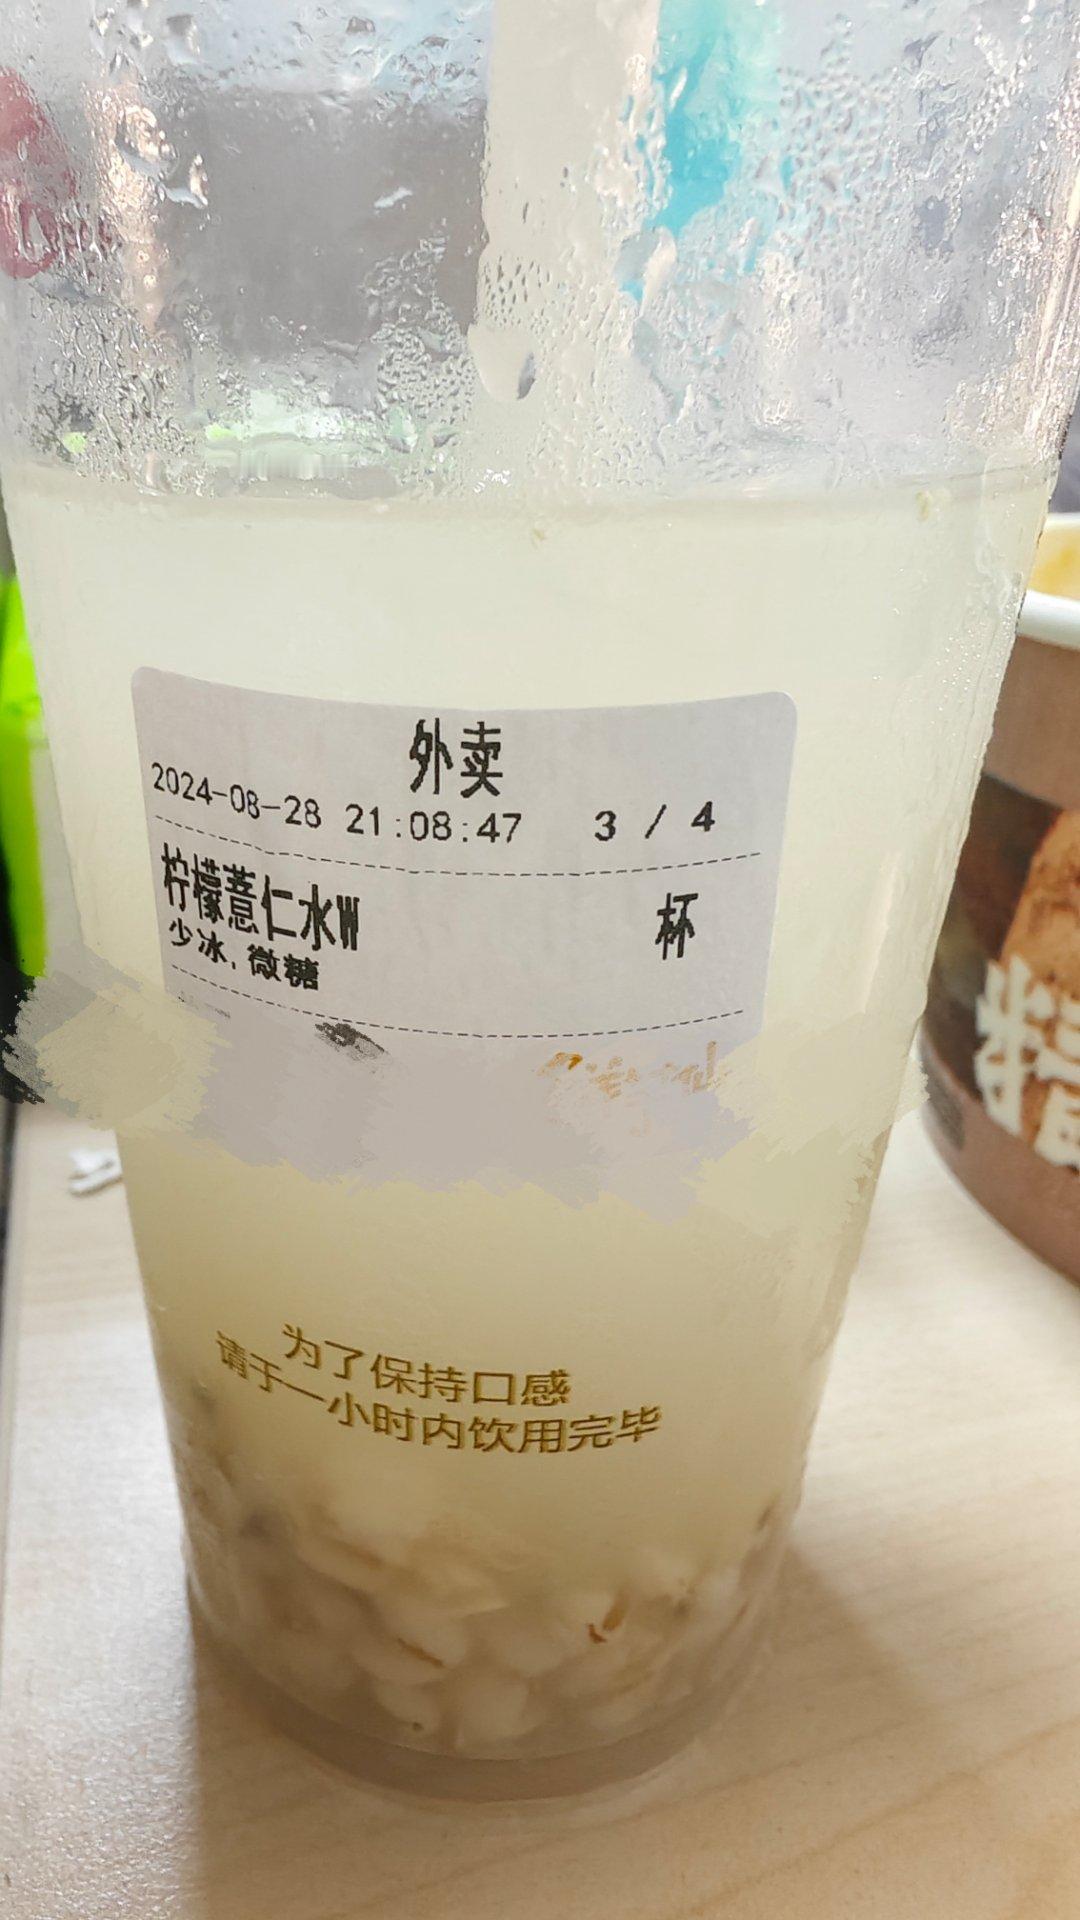 外卖
2024-08-28 21:08:47 3 / 4
柠檬薏仁水W 杯
少冰,微糖
为了保持口感
请于一小时内饮用完毕